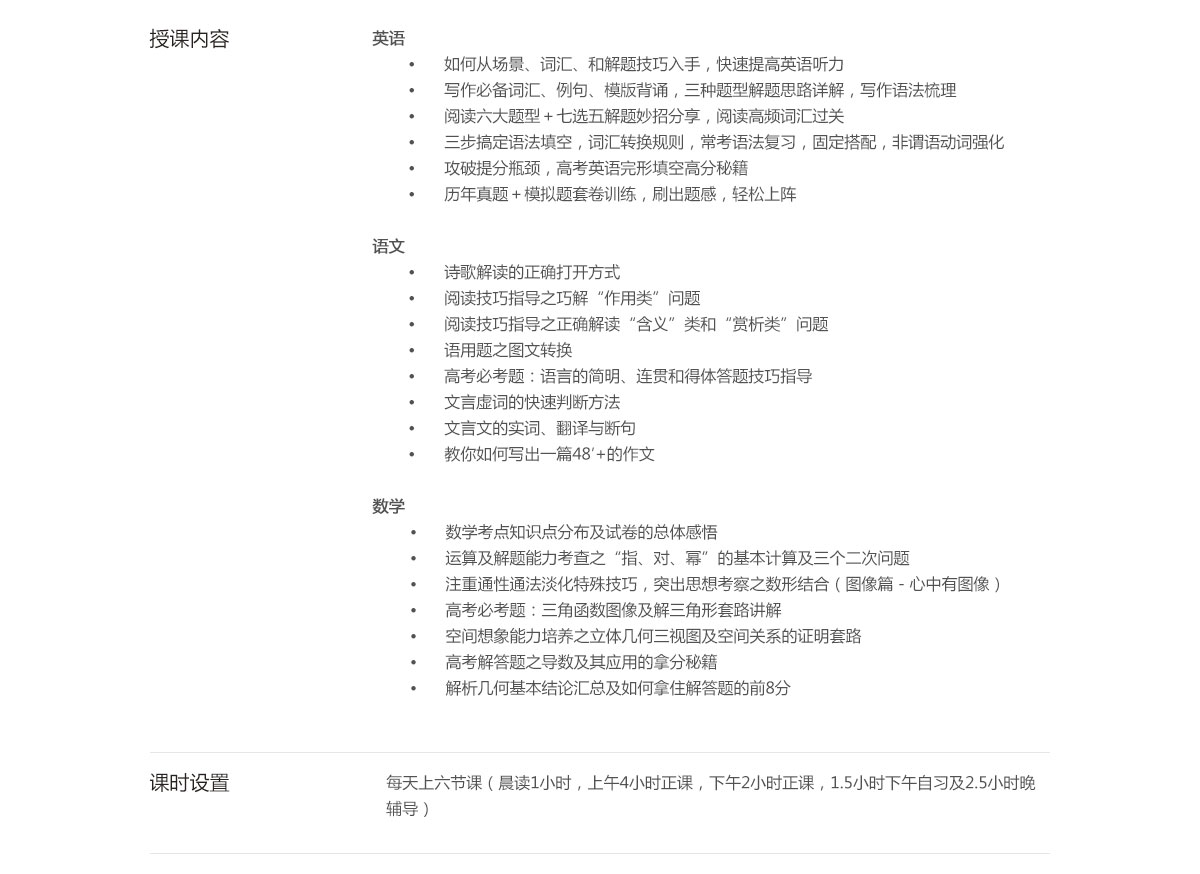 授课内容
英语
• 如何从场景、词汇、和解题技巧入手，快速提高英语听力
• 写作必备词汇、例句、模版背诵，三种题型解题思路详解，写作语法梳理
• 阅读六大题型＋七选五解题妙招分享，阅读高频词汇过关
• 三步搞定语法填空，词汇转换规则，常考语法复习，固定搭配，非谓语动词强化
• 攻破提分瓶颈，高考英语完形填空高分秘籍
• 历年真题＋模拟题套卷训练，刷出题感，轻松上阵
语文
• 诗歌解读的正确打开方式
• 阅读技巧指导之巧解“作用类”问题
• 阅读技巧指导之正确解读“含义”类和“赏析类”问题
• 语用题之图文转换
• 高考必考题：语言的简明、连贯和得体答题技巧指导
• 文言虚词的快速判断方法
• 文言文的实词、翻译与断句
• 教你如何写出一篇48′+的作文
数学
• 数学考点知识点分布及试卷的总体感悟
• 运算及解题能力考查之“指、对、幂”的基本计算及三个二次问题
• 注重通性通法淡化特殊技巧，突出思想考察之数形结合（图像篇－心中有图像）
• 高考必考题：三角函数图像及解三角形套路讲解
• 空间想象能力培养之立体几何三视图及空间关系的证明套路
• 高考解答题之导数及其应用的拿分秘籍
• 解析几何基本结论汇总及如何拿住解答题的前8分
课时设置
每天上六节课（晨读1小时，上午4小时正课，下午2小时正课，1.5小时下午自习及2.5小时晚
辅导）